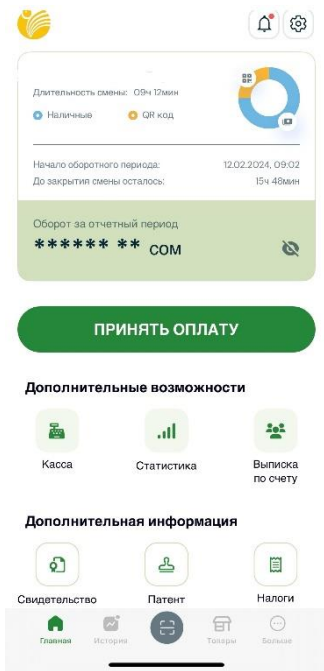 Длительность смены: 09ч 12мин
Наличные
QR код
Начало оборотного периода: 12.02.2024, 09:02
До закрытия смены осталось: 15ч 48мин
Оборот за отчетный период
****** ** СОМ
ПРИНЯТЬ ОПЛАТУ
Дополнительные возможности
Касса
Статистика
Выписка
по счету
Дополнительная информация
Свидетельство
Патент
Налоги
Главная
История
Товары
Больше